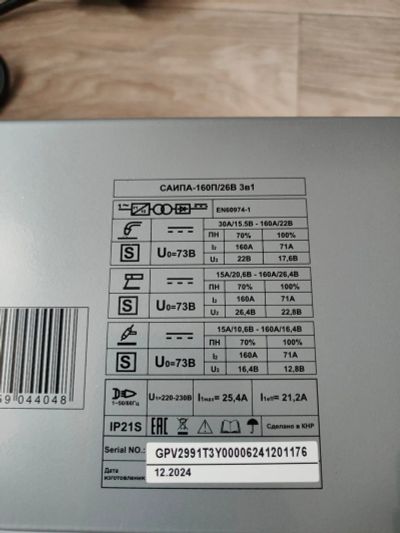 САИПА-160П/26В 3в1
EN60974-1
30А/15.5В - 160А/22В
ПН 70% 100%
I₂ 160А 71А
S U₀=73В
U₂ 22В 17,6В
15А/20,6В - 160А/26,4В
ПН 70% 100%
I₂ 160А 71А
S U₀=73В
U₂ 26,4В 22,8В
15А/10,6В - 160А/16,4В
ПН 70% 100%
I₂ 160А 71А
S U₀=73В
U₂ 16,4В 12,8В
1~50/60Гц U₁=220-230В I₁max= 25,4А I₁eff= 21,2А
IP21S EAC Сделано в КНР
Serial NO.: GPV2991T3Y00006241201176
Дата изготовления: 12.2024
9044048